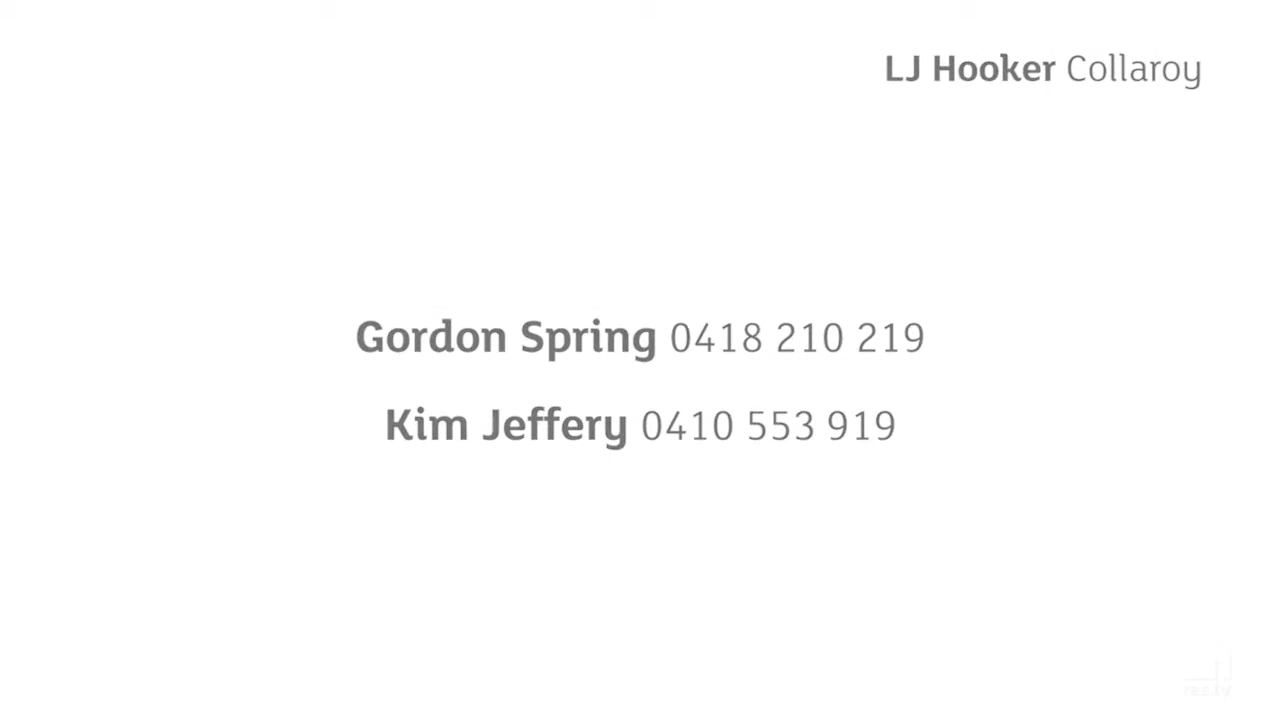 LJ Hooker Collaroy
Gordon Spring 0418 210 219
Kim Jeffery 0410 553 919